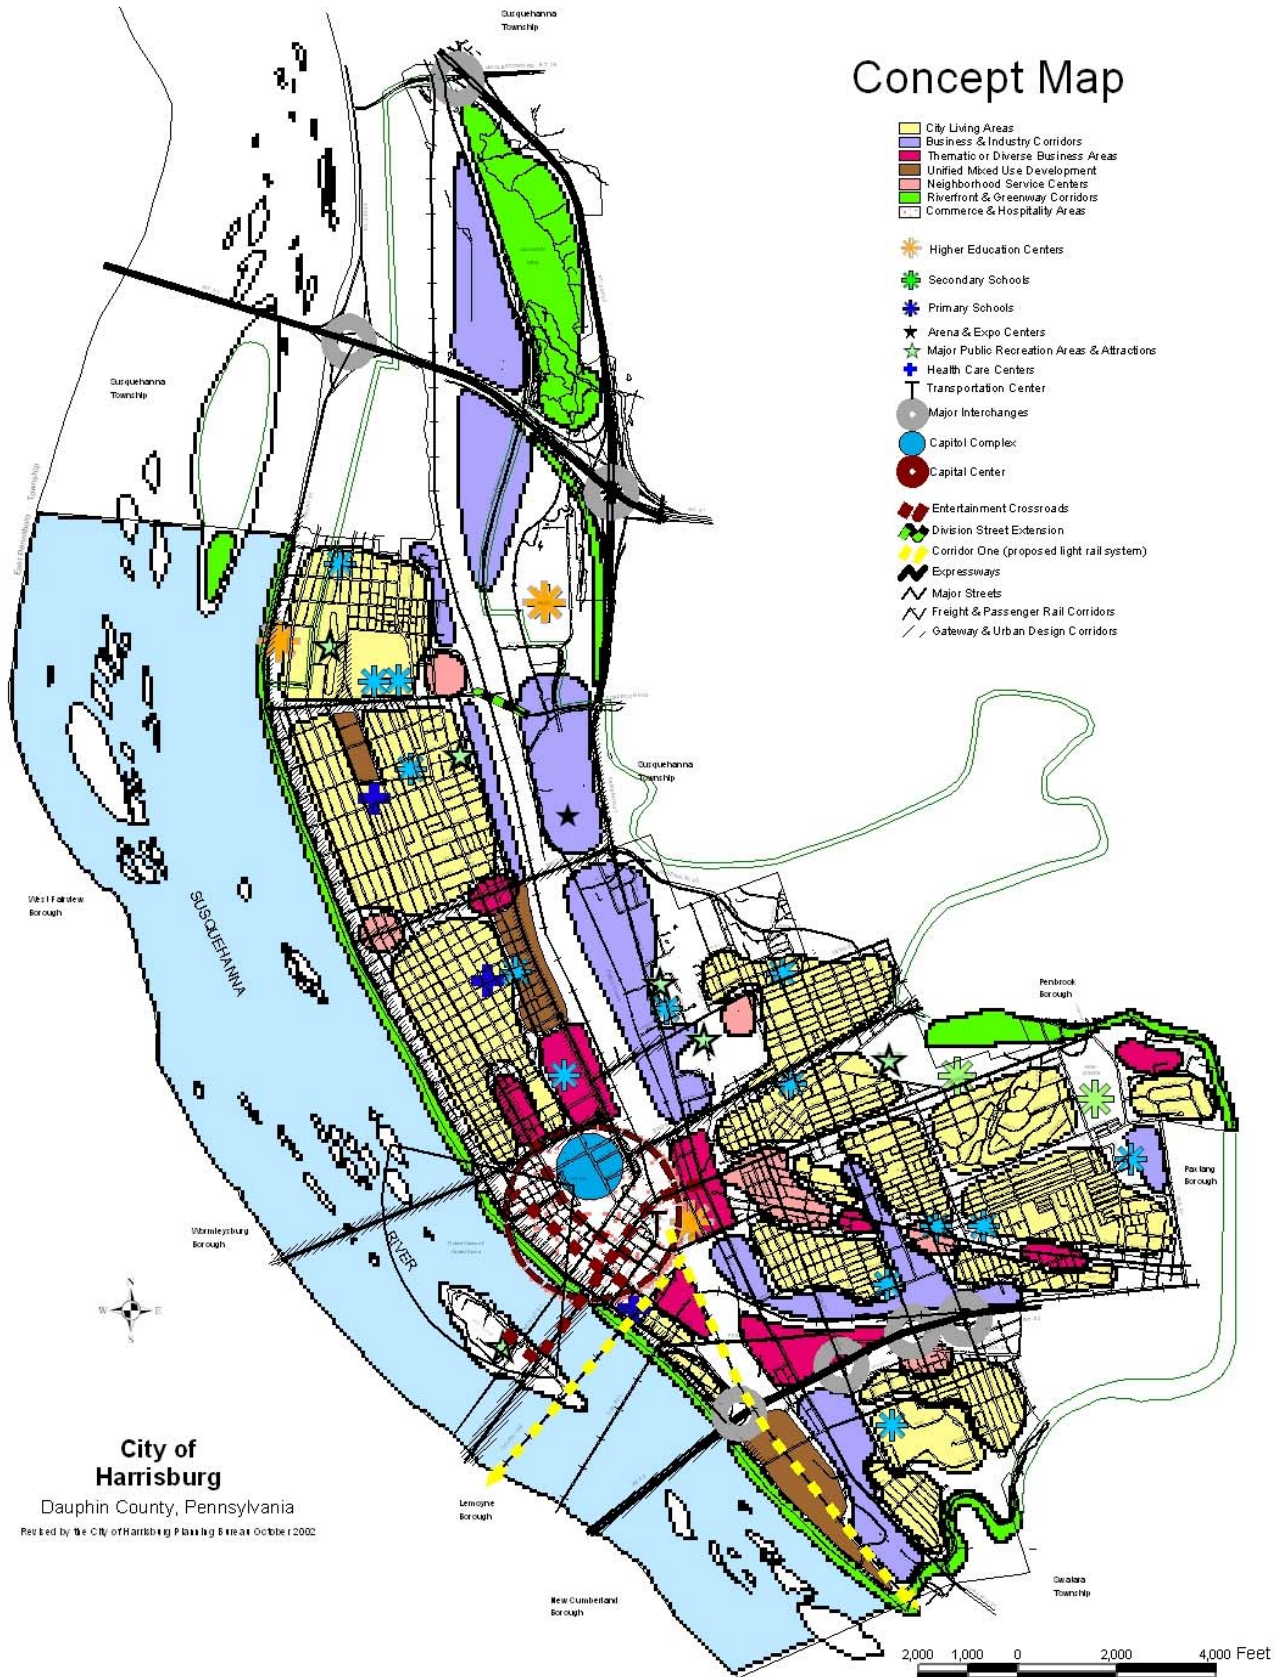 Susquehanna
Township
Concept Map
City Living Areas
Business & Industry Corridors
Thematic or Diverse Business Areas
Unified Mixed Use Development
Neighborhood Service Centers
Riverfront & Greenway Corridors
Commerce & Hospitality Areas
Higher Education Centers
Secondary Schools
Primary Schools
Arena & Expo Centers
Major Public Recreation Areas & Attractions
Health Care Centers
Transportation Center
Major Interchanges
Capitol Complex
Capital Center
Entertainment Crossroads
Division Street Extension
Corridor One (proposed light rail system)
Expressways
Major Streets
Freight & Passenger Rail Corridors
Gateway & Urban Design Corridors
Susquehanna
Township
East Pennsboro Township
Susquehanna
Township
West Fairview
Borough
SUSQUEHANNA
RIVER
Penbrook
Borough
Paxtang
Borough
Wormleysburg
Borough
N
W E
S
City of
Harrisburg
Dauphin County, Pennsylvania
Revised by the City of Harrisburg Planning Bureau October 2002
Lemoyne
Borough
New Cumberland
Borough
Swatara
Township
2,000 1,000 0 2,000 4,000 Feet